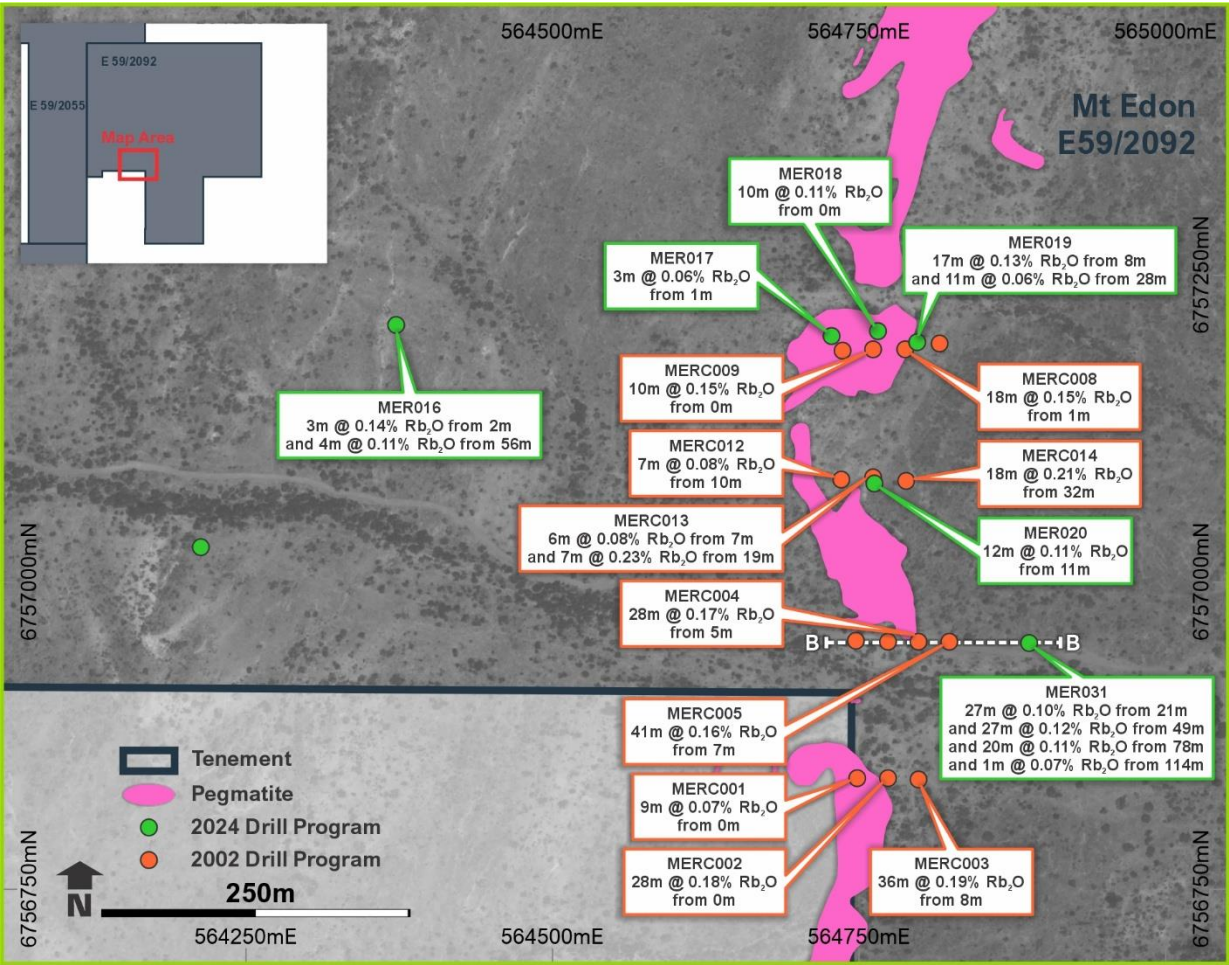 564500mE
564750mE
565000mE
E 59/2092
E 59/2055
Map Area
Mt Edon
E59/2092
MER018
10m @ 0.11% Rb₂O
from 0m
MER019
17m @ 0.13% Rb₂O from 8m
and 11m @ 0.06% Rb₂O from 28m
MER017
3m @ 0.06% Rb₂O
from 1m
6757250mN
MERC009
10m @ 0.15% Rb₂O
from 0m
MERC008
18m @ 0.15% Rb₂O
from 1m
MER016
3m @ 0.14% Rb₂O from 2m
and 4m @ 0.11% Rb₂O from 56m
MERC012
7m @ 0.08% Rb₂O
from 10m
MERC014
18m @ 0.21% Rb₂O
from 32m
MERC013
6m @ 0.08% Rb₂O from 7m
and 7m @ 0.23% Rb₂O from 19m
MER020
12m @ 0.11% Rb₂O
from 11m
6757000mN
6757000mN
MERC004
28m @ 0.17% Rb₂O
from 5m
B
B
MERC005
41m @ 0.16% Rb₂O
from 7m
MER031
27m @ 0.10% Rb₂O from 21m
and 27m @ 0.12% Rb₂O from 49m
and 20m @ 0.11% Rb₂O from 78m
and 1m @ 0.07% Rb₂O from 114m
MERC001
9m @ 0.07% Rb₂O
from 0m
MERC002
28m @ 0.18% Rb₂O
from 0m
MERC003
36m @ 0.19% Rb₂O
from 8m
Tenement
Pegmatite
2024 Drill Program
2002 Drill Program
N
250m
6756750mN
6756750mN
564250mE
564500mE
564750mE